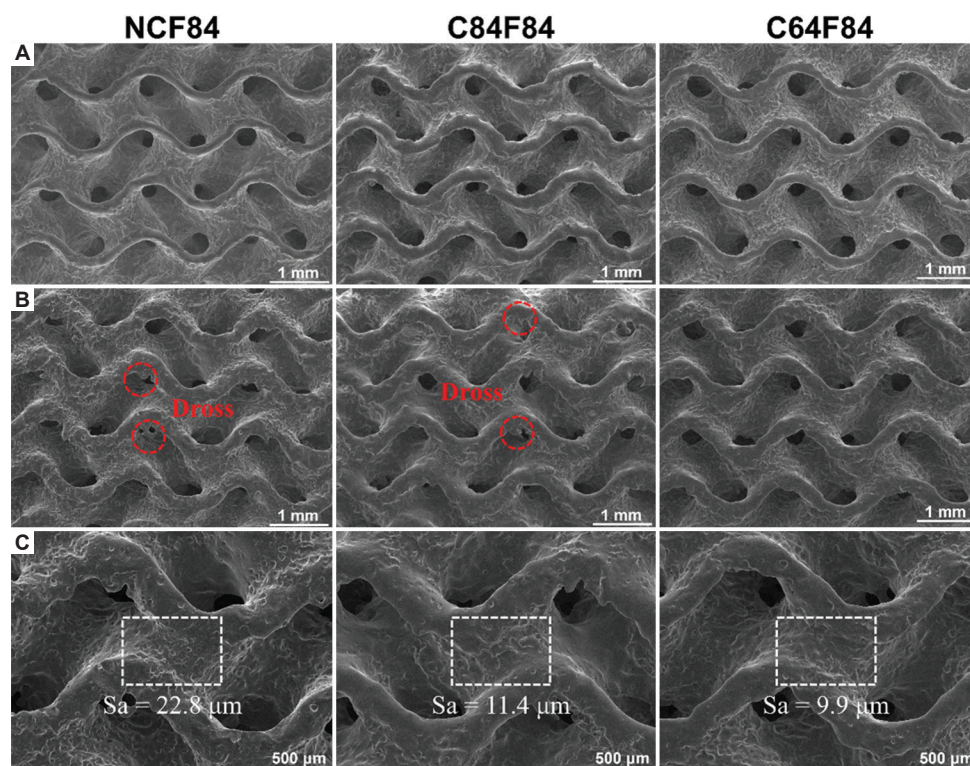 NCF84 C84F84 C64F84
A
1 mm 1 mm 1 mm
B
Dross Dross
1 mm 1 mm 1 mm
C
Sa = 22.8 μm Sa = 11.4 μm Sa = 9.9 μm
500 μm 500 μm 500 μm